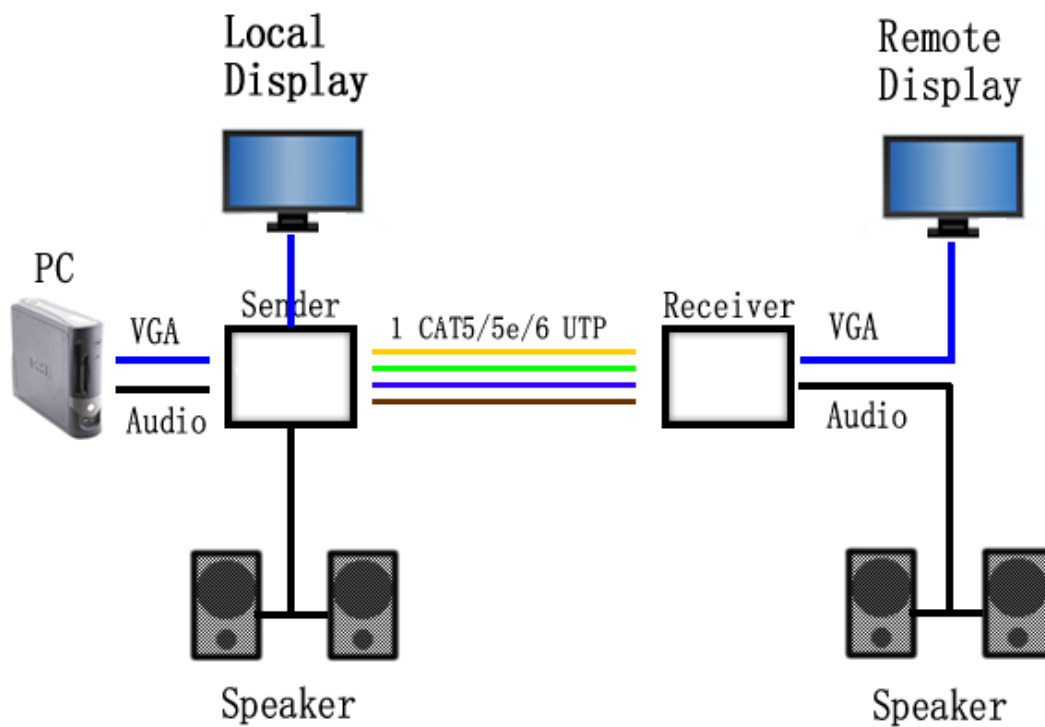 Local
Display
Remote
Display
PC
Sender
Receiver
VGA
1 CAT5/5e/6 UTP
VGA
Audio
Audio
Speaker
Speaker